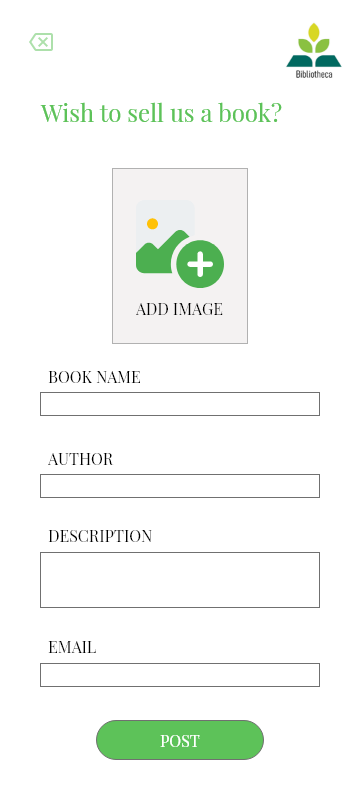 Bibliotheca
Wish to sell us a book?
ADD IMAGE
BOOK NAME
AUTHOR
DESCRIPTION
EMAIL
POST